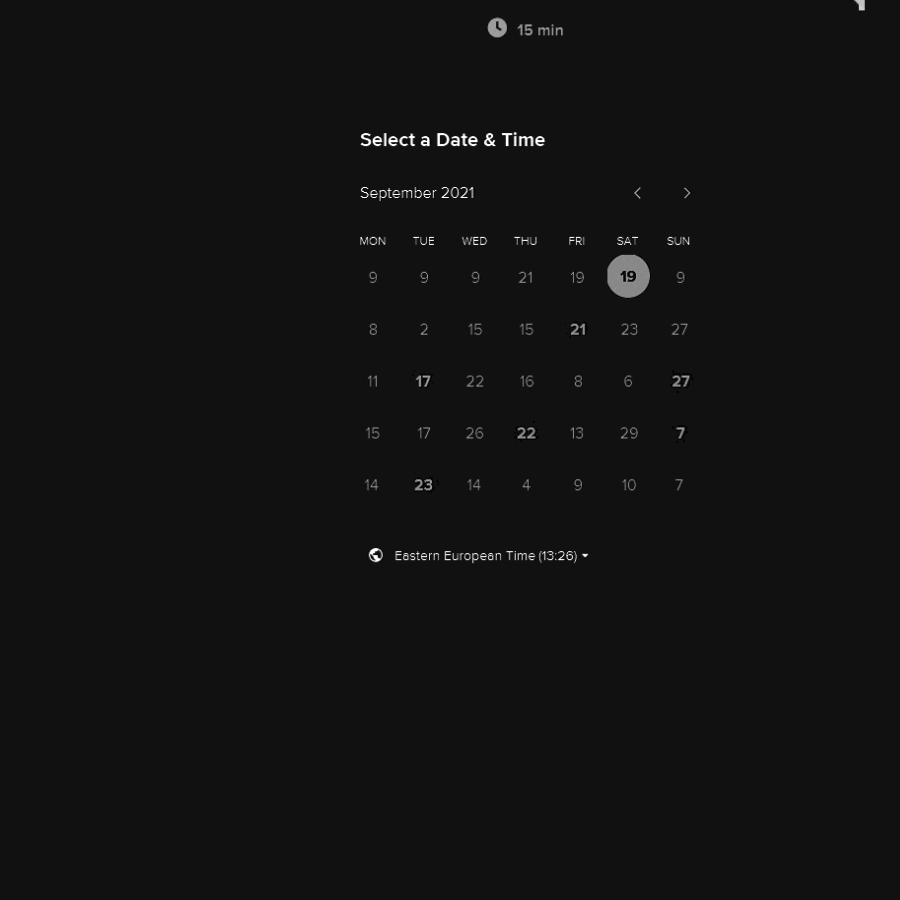 15 min
Select a Date & Time
September 2021
MON TUE WED THU FRI SAT SUN
9 9 9 21 19 19 9
8 2 15 15 21 23 27
11 17 22 16 8 6 27
15 17 26 22 13 29 7
14 23 14 4 9 10 7
Eastern European Time (13:26)